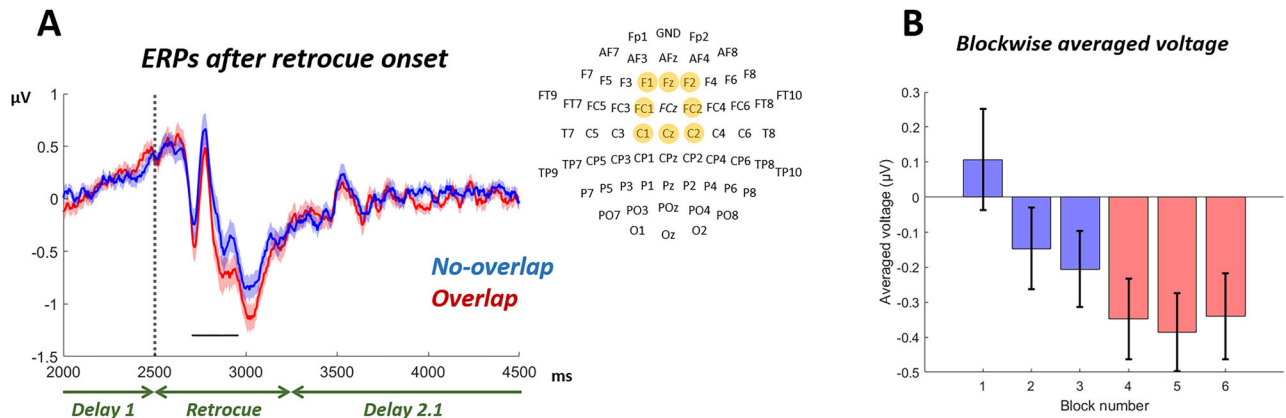 A
ERPs after retrocue onset
µV
1
0.5
0
-0.5
-1
-1.5
2000 2500 3000 3500 4000 4500 ms
No-overlap
Overlap
Delay 1 Retrocue Delay 2.1
Fp1 GND Fp2
AF7 AF3 AFz AF4 AF8
F7 F5 F3 F1 Fz F2 F4 F6 F8
FT9 FT7 FC5 FC3 FC1 FCz FC2 FC4 FC6 FT8 FT10
T7 C5 C3 C1 Cz C2 C4 C6 T8
TP9 TP7 CP5 CP3 CP1 CPz CP2 CP4 CP6 TP8 TP10
P7 P5 P3 P1 Pz P2 P4 P6 P8
PO7 PO3 POz PO4 PO8
O1 Oz O2
B
Blockwise averaged voltage
Averaged voltage (µV)
0.3
0.2
0.1
0
-0.1
-0.2
-0.3
-0.4
-0.5
1 2 3 4 5 6
Block number